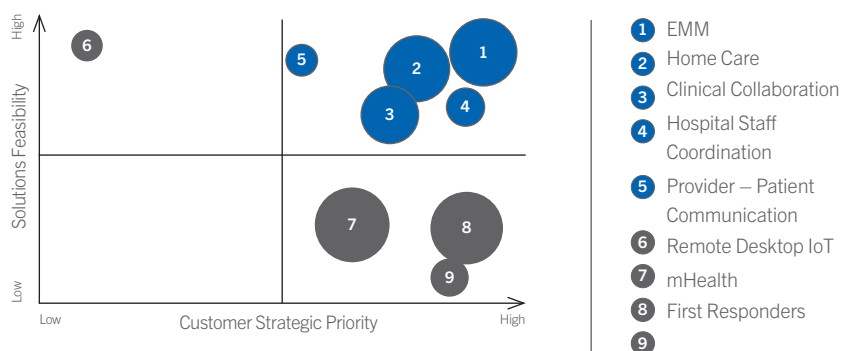 High
Solutions Feasibility
Low
Low
Customer Strategic Priority
High
6
5
2
1
3
4
7
8
9
1 EMM
2 Home Care
3 Clinical Collaboration
4 Hospital Staff
Coordination
5 Provider – Patient
Communication
6 Remote Desktop IoT
7 mHealth
8 First Responders
9